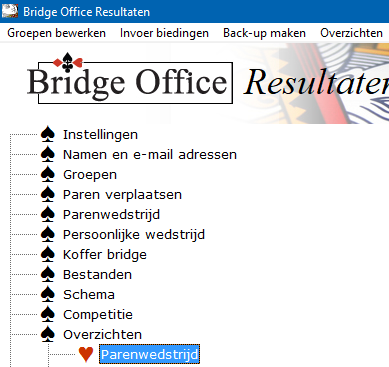 Bridge Office Resultaten
Groepen bewerken Invoer biedingen Back-up maken Overzichten
Bridge Office Resultaten
Instellingen
Namen en e-mail adressen
Groepen
Paren verplaatsen
Parenwedstrijd
Persoonlijke wedstrijd
Koffer bridge
Bestanden
Schema
Competitie
Overzichten
Parenwedstrijd